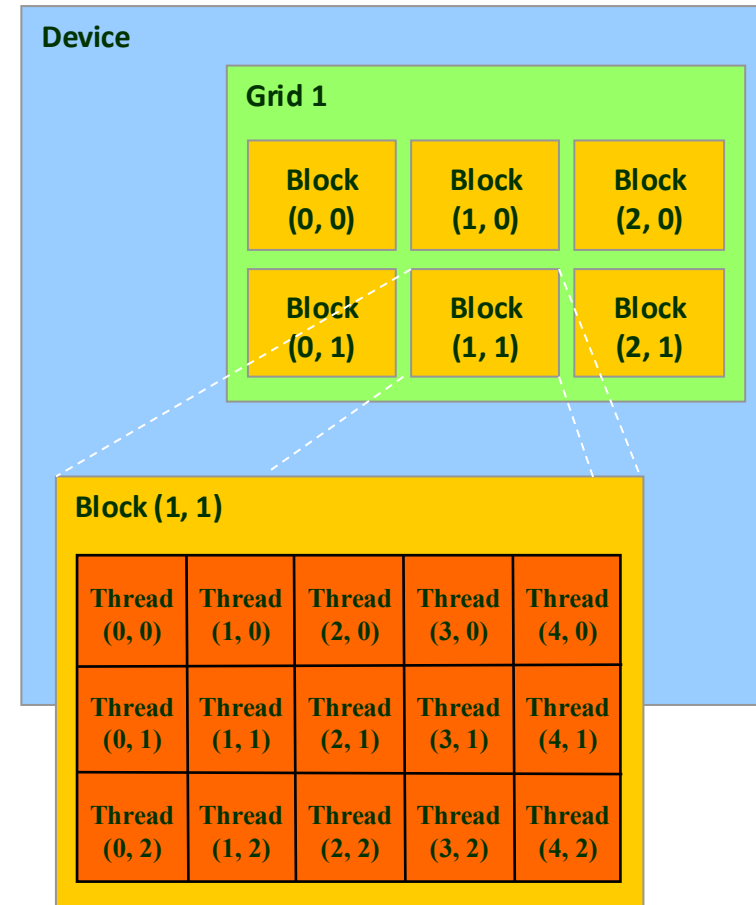 Device
Grid 1
Block
(0, 0)
Block
(1, 0)
Block
(2, 0)
Block
(0, 1)
Block
(1, 1)
Block
(2, 1)
Block (1, 1)
Thread
(0, 0)
Thread
(1, 0)
Thread
(2, 0)
Thread
(3, 0)
Thread
(4, 0)
Thread
(0, 1)
Thread
(1, 1)
Thread
(2, 1)
Thread
(3, 1)
Thread
(4, 1)
Thread
(0, 2)
Thread
(1, 2)
Thread
(2, 2)
Thread
(3, 2)
Thread
(4, 2)